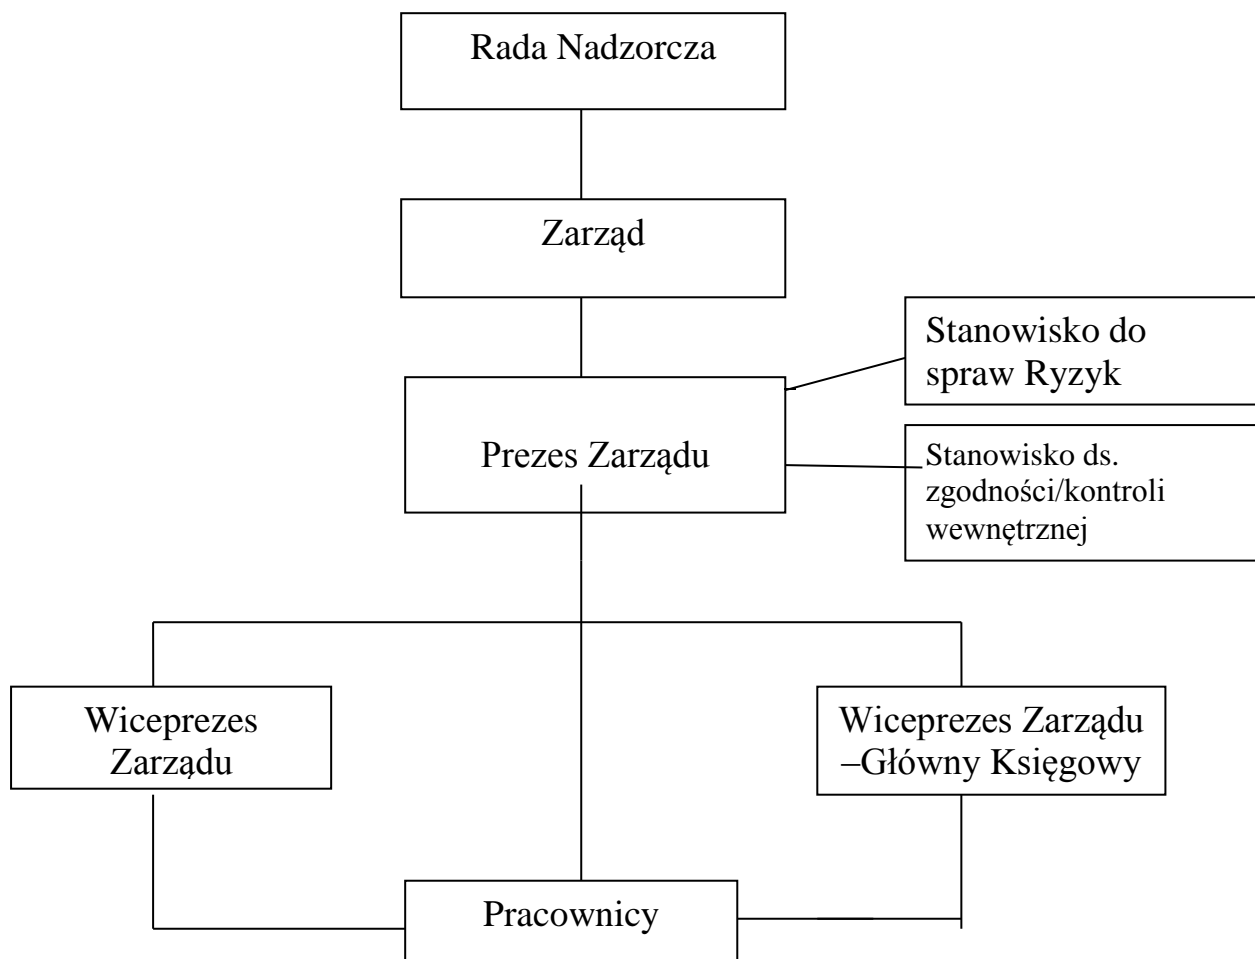 Rada Nadzorcza
Zarząd
Stanowisko do
spraw Ryzyk
Prezes Zarządu
Stanowisko ds.
zgodności/kontroli
wewnętrznej
Wiceprezes
Zarządu
Wiceprezes Zarządu
–Główny Księgowy
Pracownicy